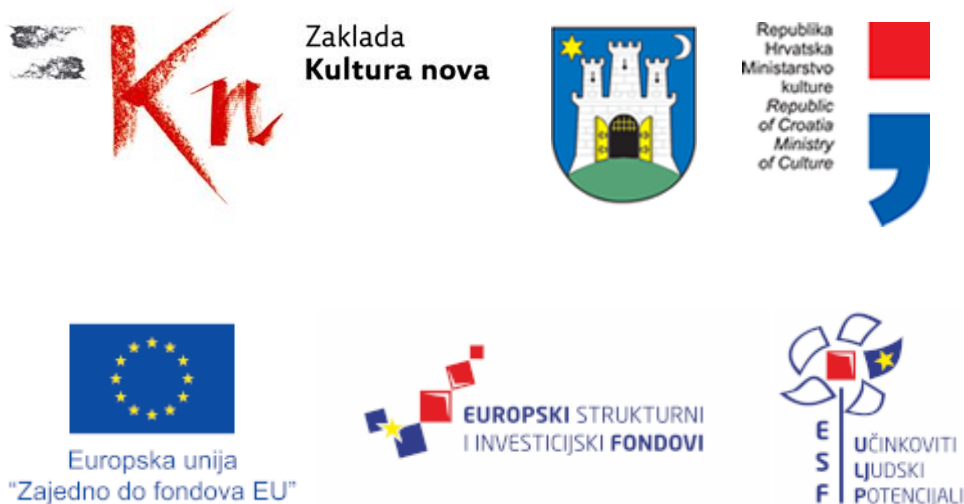 Kn
Zaklada
Kultura nova
Republika
Hrvatska
Ministarstvo
kulture
Republic
of Croatia
Ministry
of Culture
Europska unija
"Zajedno do fondova EU"
EUROPSKI STRUKTURNI
I INVESTICIJSKI FONDOVI
E
S
F
UČINKOVITI
LJUDSKI
POTENCIJALI